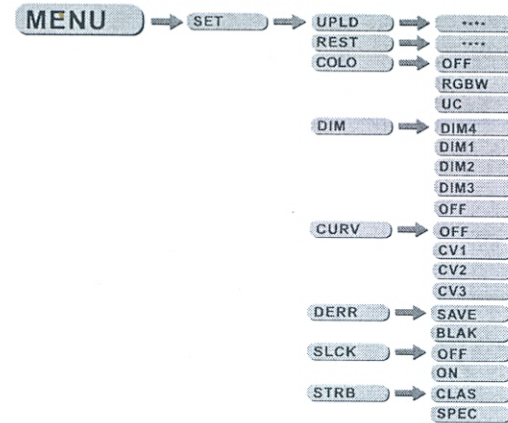 MENU SET UPLD ****
REST ****
COLO OFF
RGBW
UC
DIM DIM4
DIM1
DIM2
DIM3
OFF
CURV OFF
CV1
CV2
CV3
DERR SAVE
BLAK
SLCK OFF
ON
STRB CLAS
SPEC